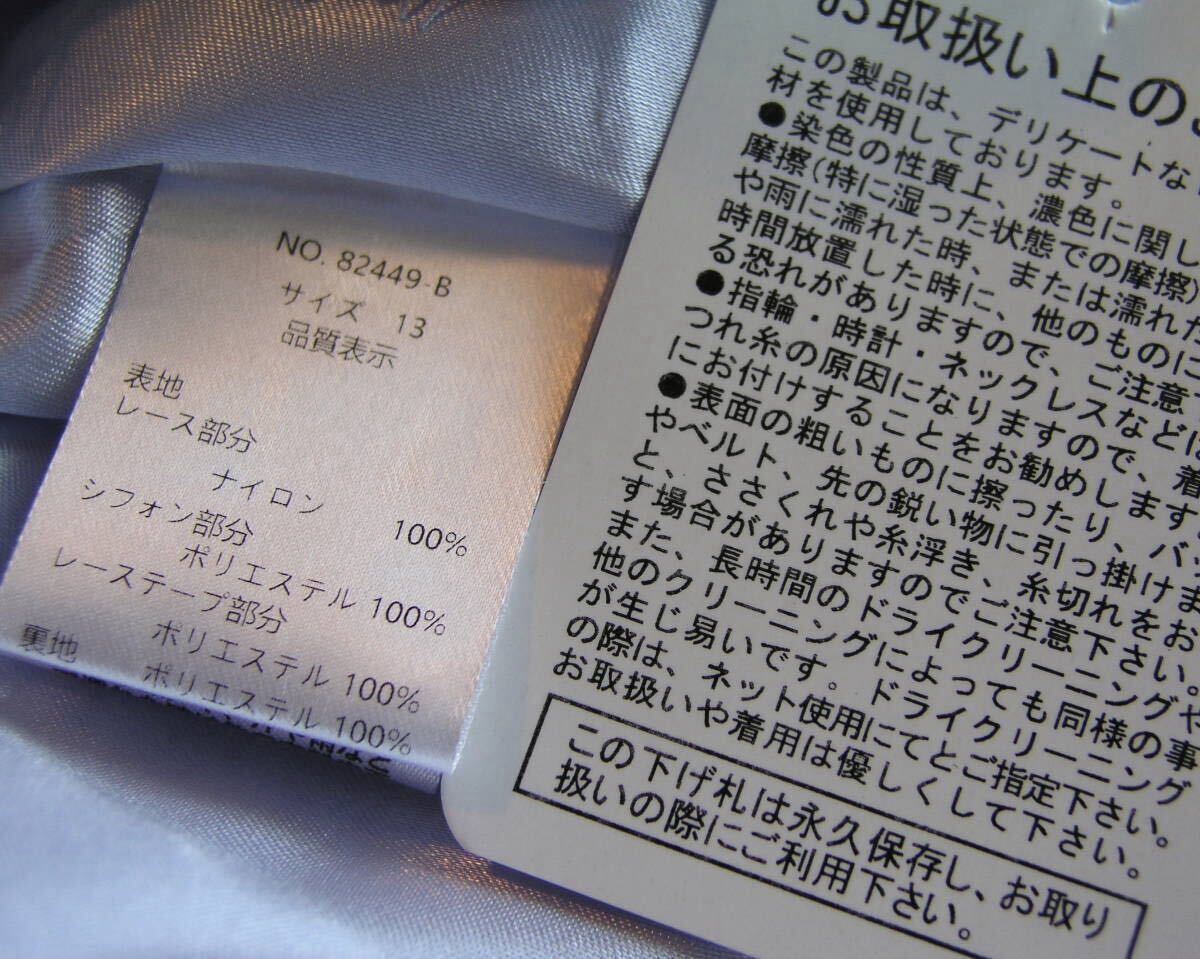 NO. 82449-B
サイズ 13
品質表示
表地
レース部分
ナイロン 100%
シフォン部分
ポリエステル 100%
レーステープ部分
ポリエステル 100%
裏地 ポリエステル 100%
お取扱い上の
この製品は、デリケートな
材を使用しております。
●染色の性質上、濃色に関し
摩擦(特に湿った状態での摩擦)
や雨に濡れた時、または濡れた
時間放置した時に、他のものに
る恐れがありますので、ご注意
●指輪・時計・ネックレスなどは
つれ糸の原因になりますので、着
にお付けすることをお勧めします。
●表面の粗いものに擦ったり、バッ
やベルト、先の鋭い物に引っ掛けま
と、ささくれや糸浮き、糸切れをお
す場合がありますのでご注意下さい。
また、長時間のドライクリーニングや
他のクリーニングによっても同様の事
が生じ易いです。ドライクリーニング
の際は、ネット使用にてとご指定下さい。
お取扱いや着用は優しくして下さい。
この下げ札は永久保存し、お取り
扱いの際にご利用下さい。